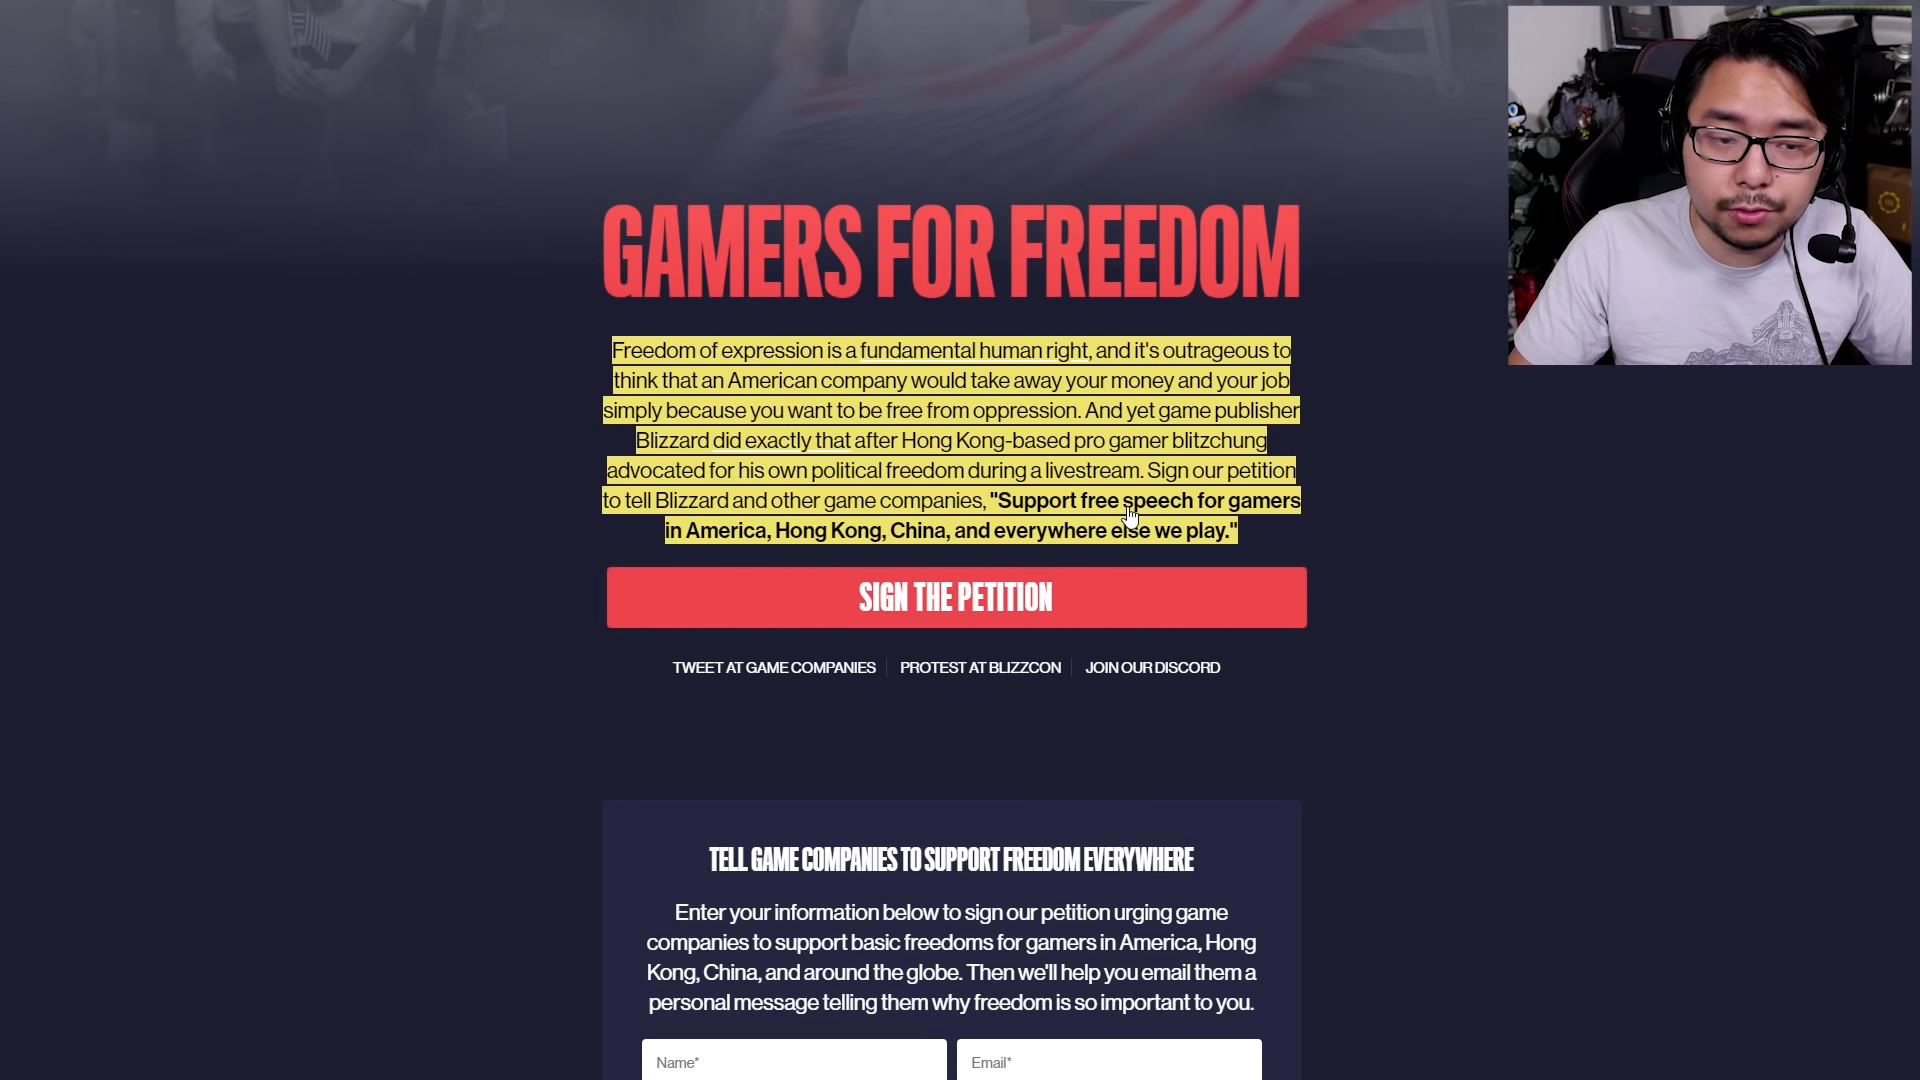 GAMERS FOR FREEDOM
Freedom of expression is a fundamental human right, and it's outrageous to
think that an American company would take away your money and your job
simply because you want to be free from oppression. And yet game publisher
Blizzard did exactly that after Hong Kong-based pro gamer blitzchung
advocated for his own political freedom during a livestream. Sign our petition
to tell Blizzard and other game companies, "Support free speech for gamers
in America, Hong Kong, China, and everywhere else we play."
SIGN THE PETITION
TWEET AT GAME COMPANIES PROTEST AT BLIZZCON JOIN OUR DISCORD
TELL GAME COMPANIES TO SUPPORT FREEDOM EVERYWHERE
Enter your information below to sign our petition urging game
companies to support basic freedoms for gamers in America, Hong
Kong, China, and around the globe. Then we'll help you email them a
personal message telling them why freedom is so important to you.
Name* Email*